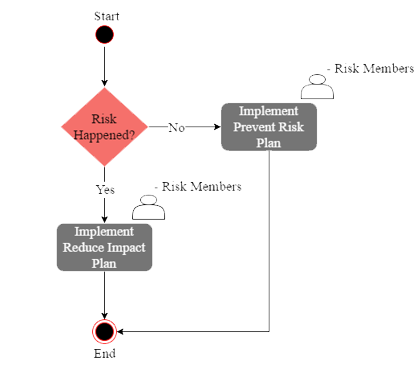 Start
- Risk Members
Risk
Happened?
No
Implement
Prevent Risk
Plan
Yes
- Risk Members
Implement
Reduce Impact
Plan
End